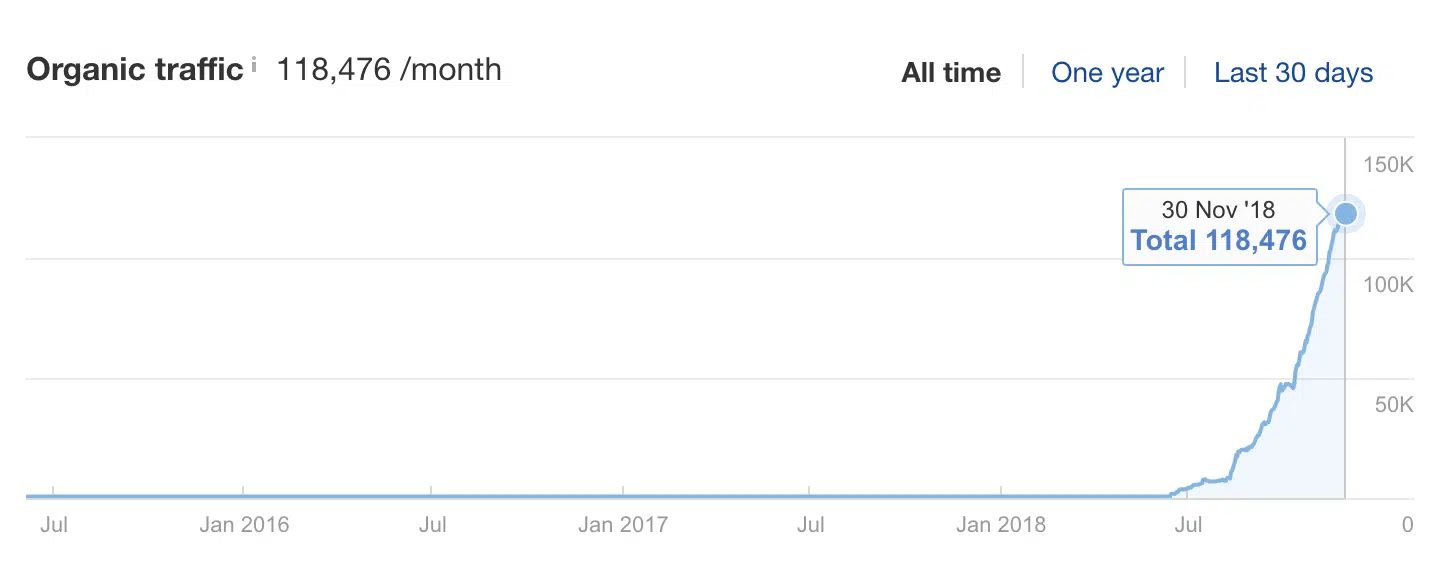 Organic traffic i 118,476 /month
All time One year Last 30 days
150K
30 Nov '18
Total 118,476
100K
50K
Jul Jan 2016 Jul Jan 2017 Jul Jan 2018 Jul 0